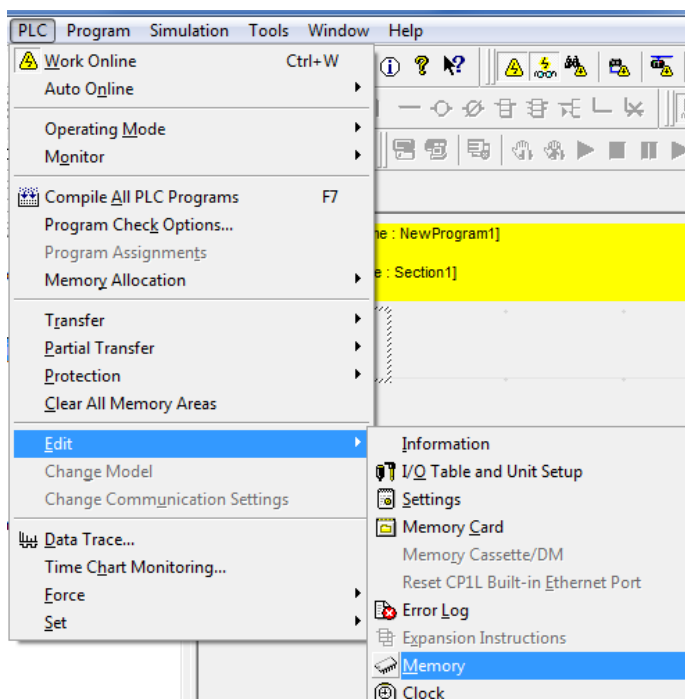 PLC Program Simulation Tools Window Help
Work Online Ctrl+W
Auto Online
Operating Mode
Monitor
Compile All PLC Programs F7
Program Check Options...
Program Assignments
Memory Allocation
Transfer
Partial Transfer
Protection
Clear All Memory Areas
Edit
Change Model
Change Communication Settings
Data Trace...
Time Chart Monitoring...
Force
Set
: NewProgram1]
: Section1]
Information
I/O Table and Unit Setup
Settings
Memory Card
Memory Cassette/DM
Reset CP1L Built-in Ethernet Port
Error Log
Expansion Instructions
Memory
Clock